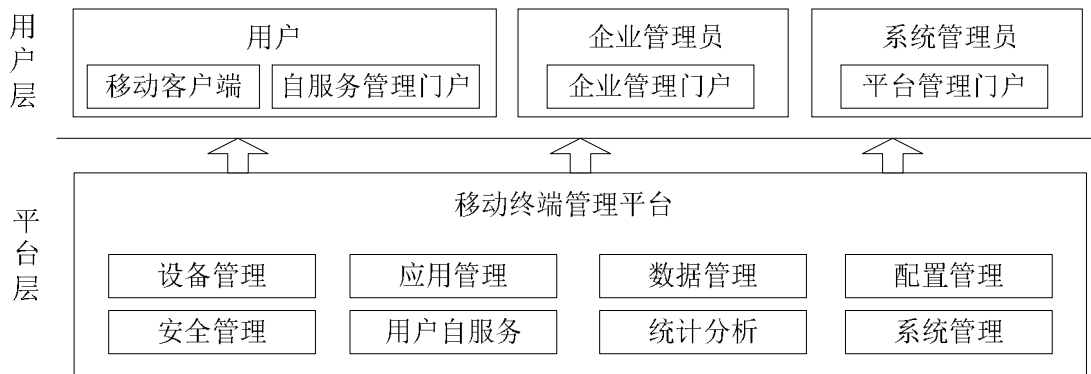 用户层
用户
移动客户端
自服务管理门户
企业管理员
企业管理门户
系统管理员
平台管理门户
平台层
移动终端管理平台
设备管理
应用管理
数据管理
配置管理
安全管理
用户自服务
统计分析
系统管理